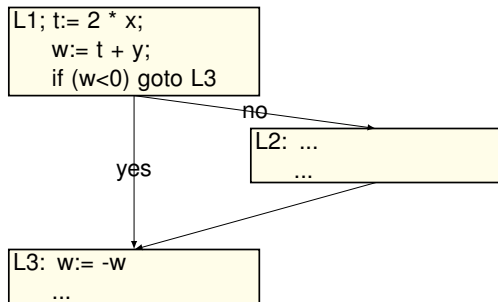 L1; t:= 2 * x;
w:= t + y;
if (w<0) goto L3
no
L2: ...
...
yes
L3: w:= -w
...